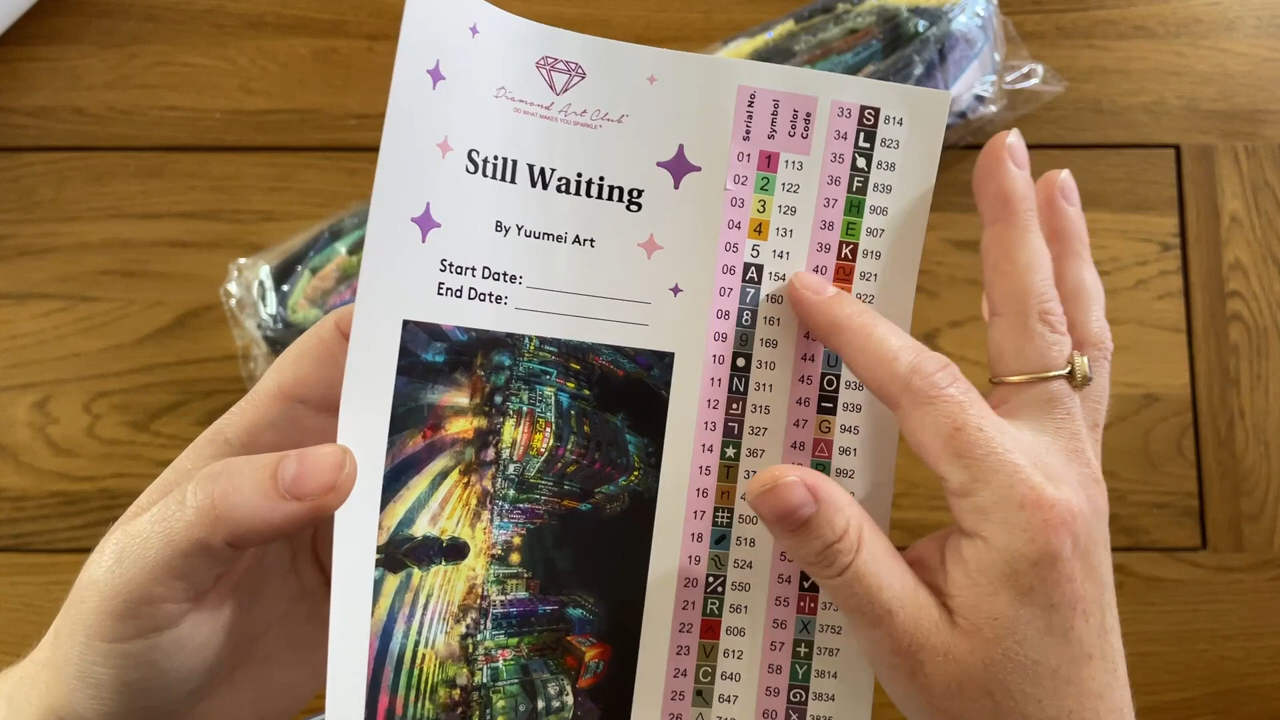 Diamond Art Club
DO WHAT MAKES YOU SPARKLE
Still Waiting
By Yuumei Art
Start Date:
End Date:
Serial No. Symbol Color Code
01 1 113
02 2 122
03 3 129
04 4 131
05 5 141
06 A 154
07 7 160
08 8 161
09 9 169
10 310
11 N 311
12 315
13 327
14 ★ 367
15 T
16 n
17 # 500
18 518
19 524
20 550
21 R 561
22 606
23 V 612
24 C 640
25 647
33 S 814
34 L 823
35 838
36 F 839
37 H 906
38 E 907
39 K 919
40 921
922
U
45 O 938
46 – 939
47 G 945
48 △ 961
992
54 ✓
55
56 X 3752
57 + 3787
58 Y 3814
59 3834
60 X